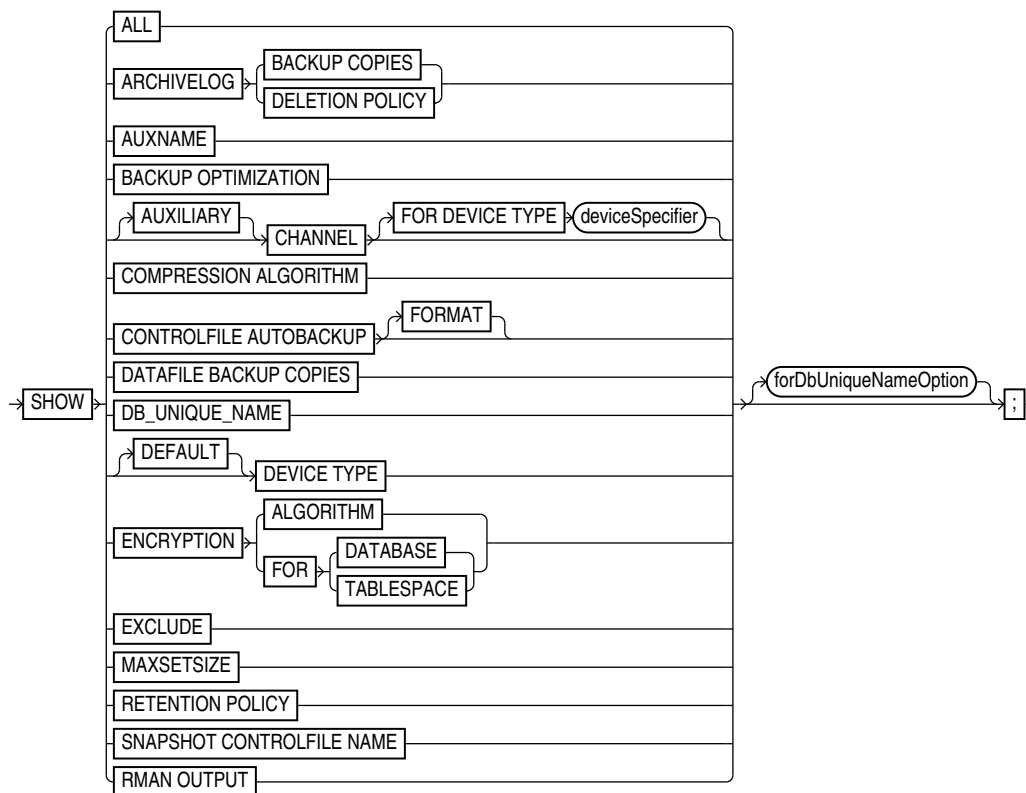 ALL
ARCHIVELOG
BACKUP COPIES
DELETION POLICY
AUXNAME
BACKUP OPTIMIZATION
AUXILIARY
CHANNEL
FOR DEVICE TYPE
deviceSpecifier
COMPRESSION ALGORITHM
CONTROLFILE AUTOBACKUP
FORMAT
DATAFILE BACKUP COPIES
SHOW
DB_UNIQUE_NAME
DEFAULT
DEVICE TYPE
ENCRYPTION
ALGORITHM
FOR
DATABASE
TABLESPACE
EXCLUDE
MAXSETSIZE
RETENTION POLICY
SNAPSHOT CONTROLFILE NAME
RMAN OUTPUT
forDbUniqueNameOption
;